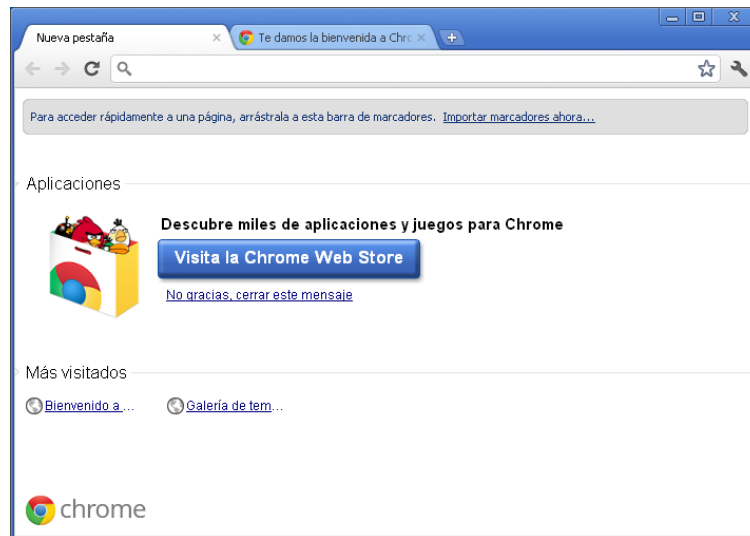 Nueva pestaña
Te damos la bienvenida a Chrc
Para acceder rápidamente a una página, arrástrala a esta barra de marcadores. Importar marcadores ahora...
Aplicaciones
Descubre miles de aplicaciones y juegos para Chrome
Visita la Chrome Web Store
No gracias, cerrar este mensaje
Más visitados
Bienvenido a ... Galería de tem...
chrome